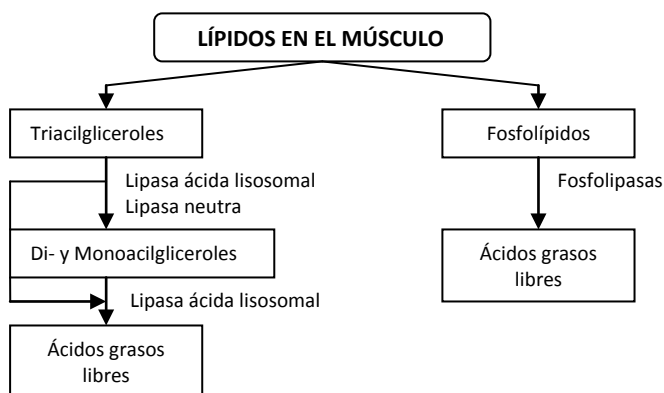 LÍPIDOS EN EL MÚSCULO
Triacilgliceroles
Fosfolípidos
Lipasa ácida lisosomal
Lipasa neutra
Fosfolipasas
Di- y Monoacilgliceroles
Ácidos grasos
libres
Lipasa ácida lisosomal
Ácidos grasos
libres